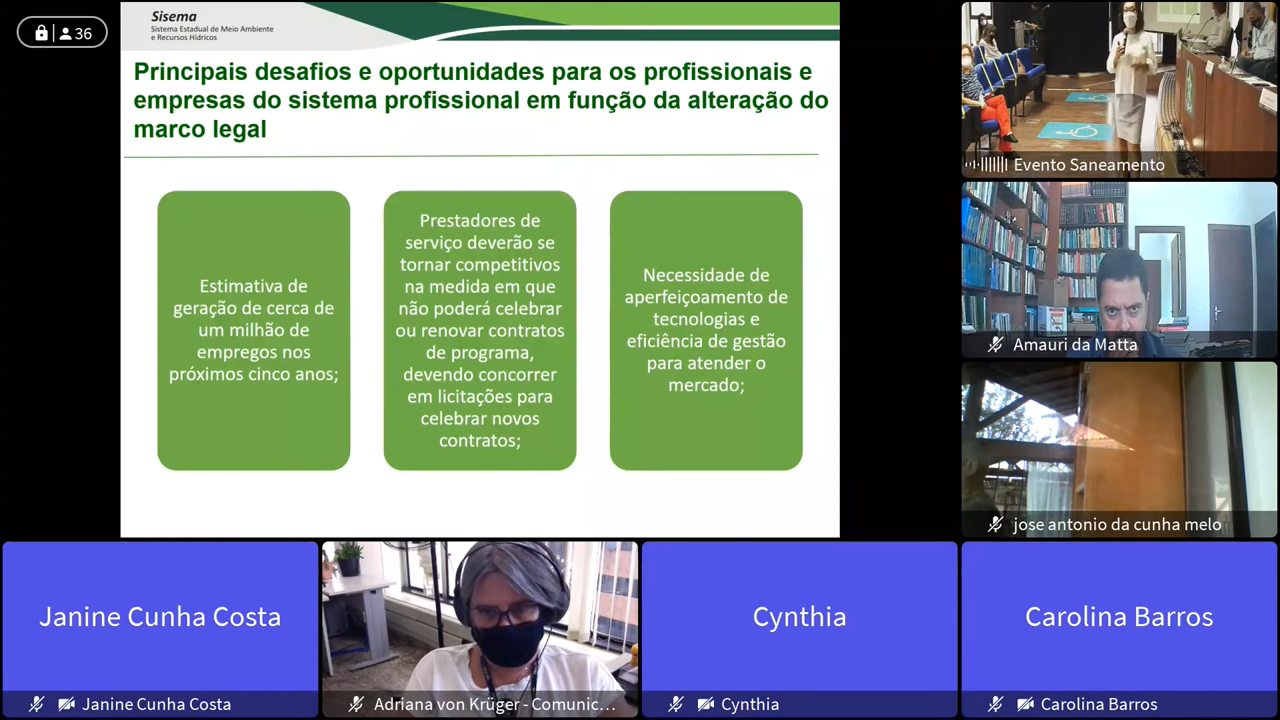 36
Sisema
Sistema Estadual de Meio Ambiente
e Recursos Hídricos
Principais desafios e oportunidades para os profissionais e
empresas do sistema profissional em função da alteração do
marco legal
Estimativa de
geração de cerca de
um milhão de
empregos nos
próximos cinco anos;
Prestadores de
serviço deverão se
tornar competitivos
na medida em que
não poderá celebrar
ou renovar contratos
de programa,
devendo concorrer
em licitações para
celebrar novos
contratos;
Necessidade de
aperfeiçoamento de
tecnologias e
eficiência de gestão
para atender o
mercado;
Evento Saneamento
Amauri da Matta
jose antonio da cunha melo
Janine Cunha Costa
Janine Cunha Costa
Adriana von Krüger - Comunic...
Cynthia
Cynthia
Carolina Barros
Carolina Barros